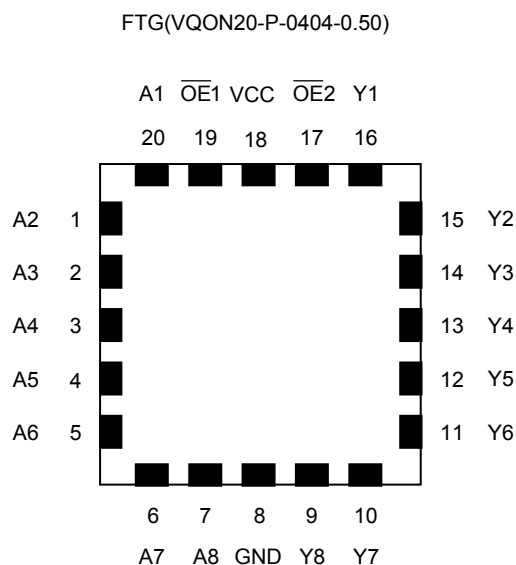 FTG(VQON20-P-0404-0.50)
A1 O̅E̅1 VCC O̅E̅2 Y1
20 19 18 17 16
A2 1 15 Y2
A3 2 14 Y3
A4 3 13 Y4
A5 4 12 Y5
A6 5 11 Y6
6 7 8 9 10
A7 A8 GND Y8 Y7